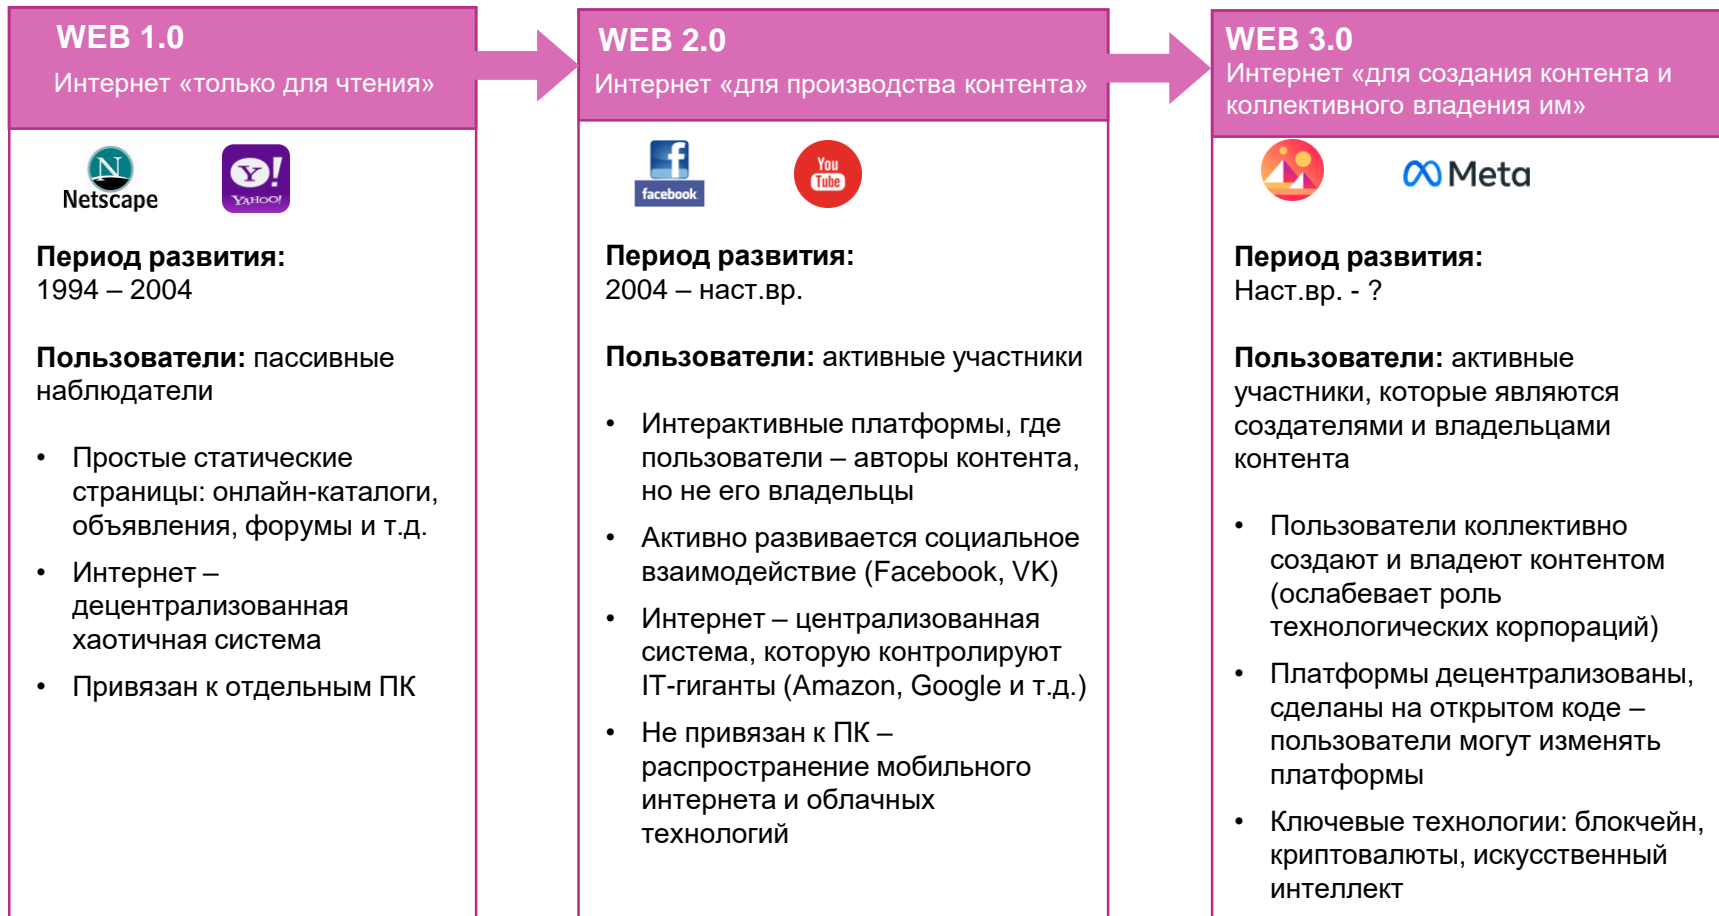 WEB 1.0
Интернет «только для чтения»
Netscape
YAHOO!
Период развития:
1994 – 2004
Пользователи: пассивные
наблюдатели
• Простые статические
страницы: онлайн-каталоги,
объявления, форумы и т.д.
• Интернет –
децентрализованная
хаотичная система
• Привязан к отдельным ПК
WEB 2.0
Интернет «для производства контента»
facebook
You
Tube
Период развития:
2004 – наст.вр.
Пользователи: активные участники
• Интерактивные платформы, где
пользователи – авторы контента,
но не его владельцы
• Активно развивается социальное
взаимодействие (Facebook, VK)
• Интернет – централизованная
система, которую контролируют
IT-гиганты (Amazon, Google и т.д.)
• Не привязан к ПК –
распространение мобильного
интернета и облачных
технологий
WEB 3.0
Интернет «для создания контента и
коллективного владения им»
Meta
Период развития:
Наст.вр. - ?
Пользователи: активные
участники, которые являются
создателями и владельцами
контента
• Пользователи коллективно
создают и владеют контентом
(ослабевает роль
технологических корпораций)
• Платформы децентрализованы,
сделаны на открытом коде –
пользователи могут изменять
платформы
• Ключевые технологии: блокчейн,
криптовалюты, искусственный
интеллект